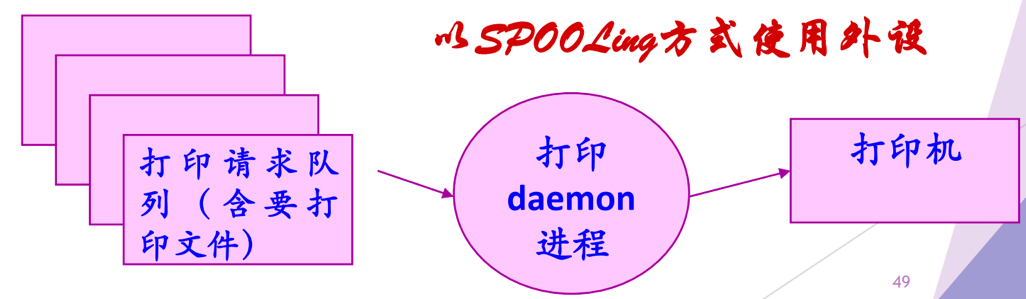 以SPOOLing方式使用外设
打印请求队
列（含要打
印文件)
打印
daemon
进程
打印机
49